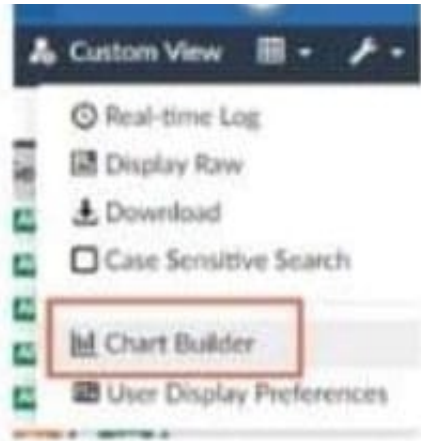 Custom View
Real-time Log
Display Raw
Download
Case Sensitive Search
Chart Builder
User Display Preferences